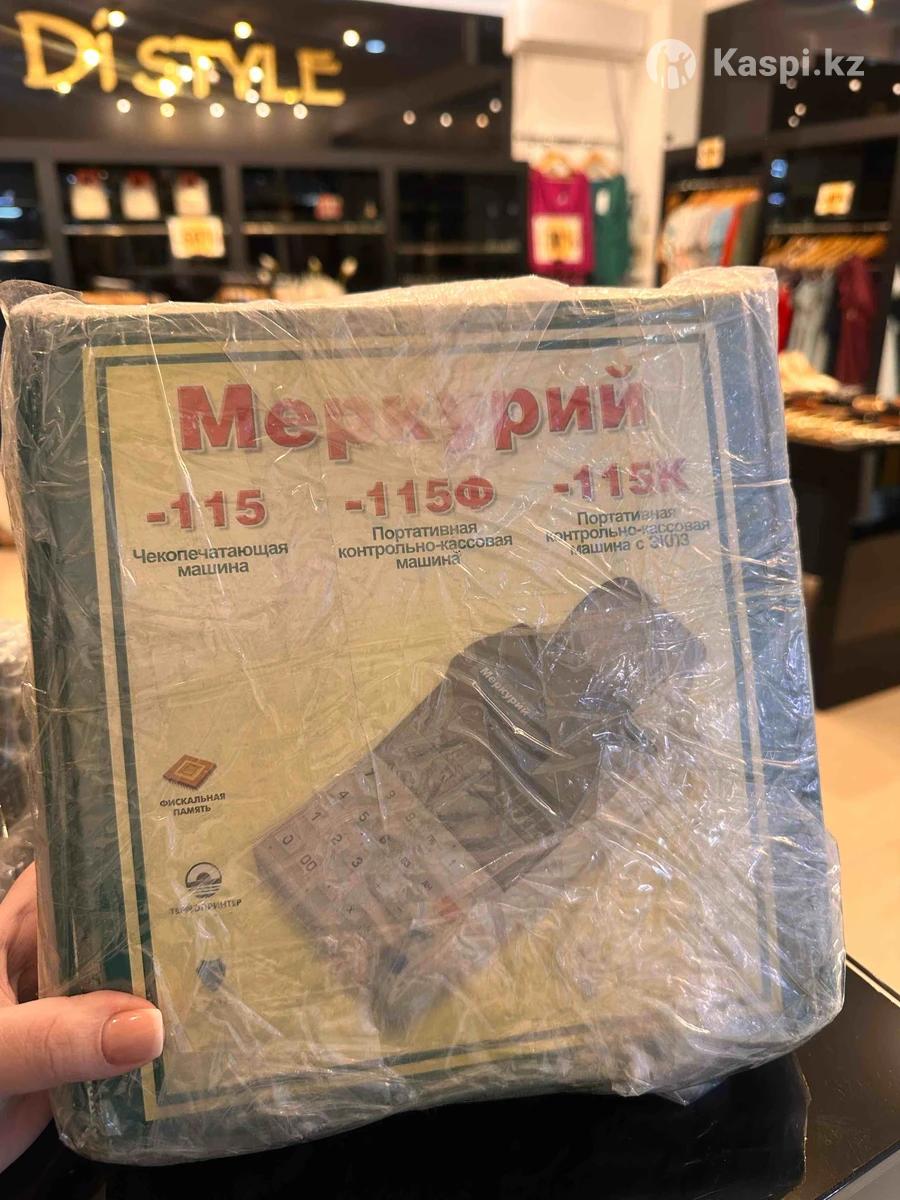 Di STYLE
Kaspi.kz
Меркурий
-115
Чекопечатающая
машина
-115Ф
Портативная
контрольно-кассовая
машина
-115К
Портативная
контрольно-кассовая
машина с ЭКЛЗ
Меркурий
ФИСКАЛЬНАЯ
ПАМЯТЬ
ТЕРМОПРИНТЕР